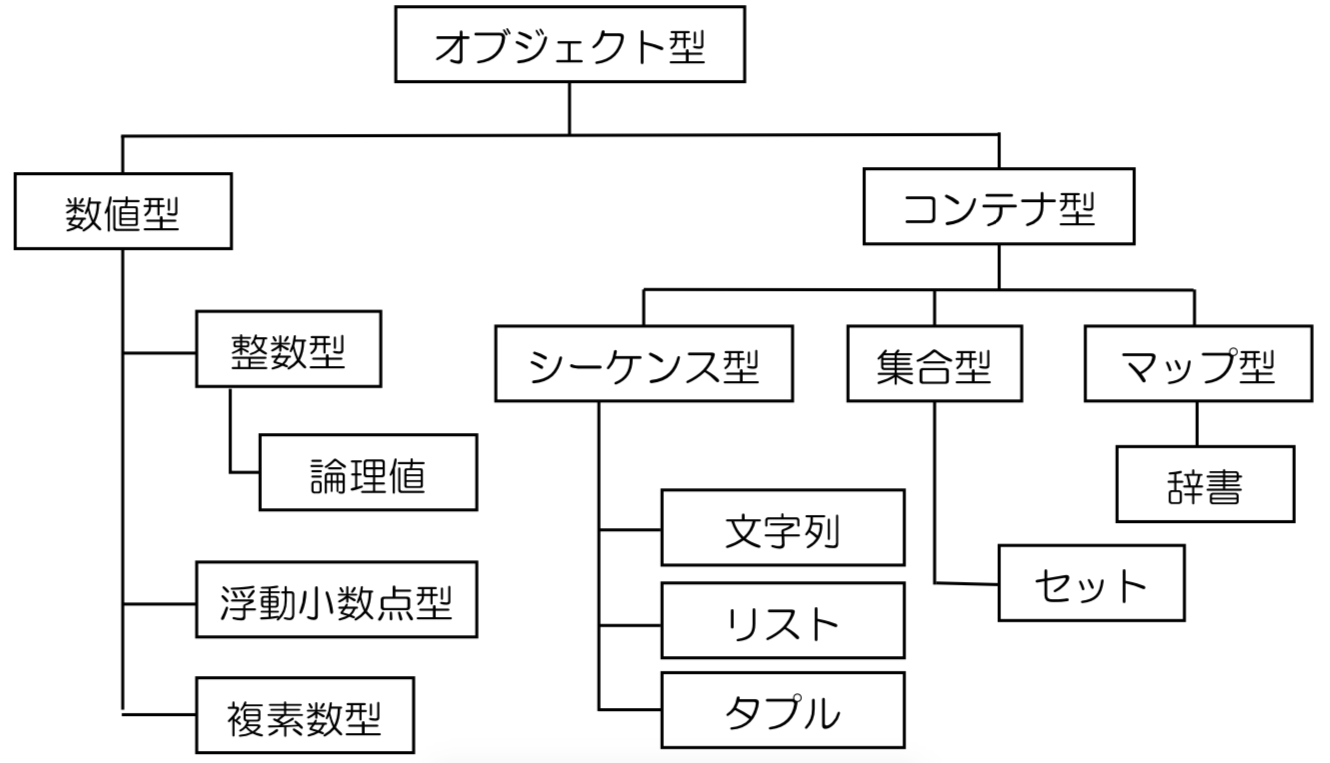 オブジェクト型
数値型
コンテナ型
整数型
論理値
浮動小数点型
複素数型
シーケンス型
集合型
マップ型
文字列
リスト
タプル
セット
辞書